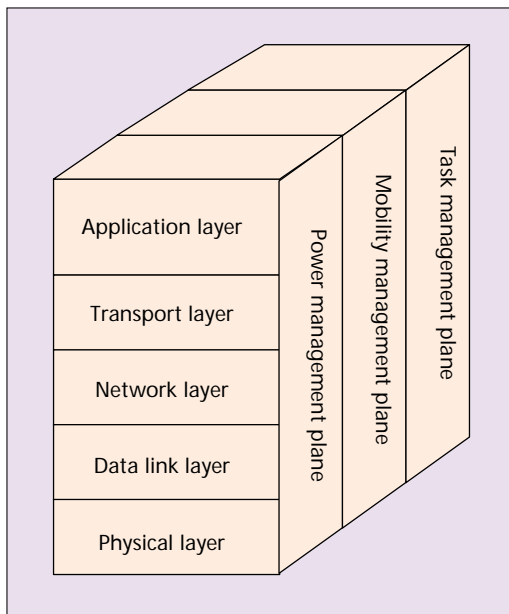 Application layer
Transport layer
Network layer
Data link layer
Physical layer
Power management plane
Mobility management plane
Task management plane